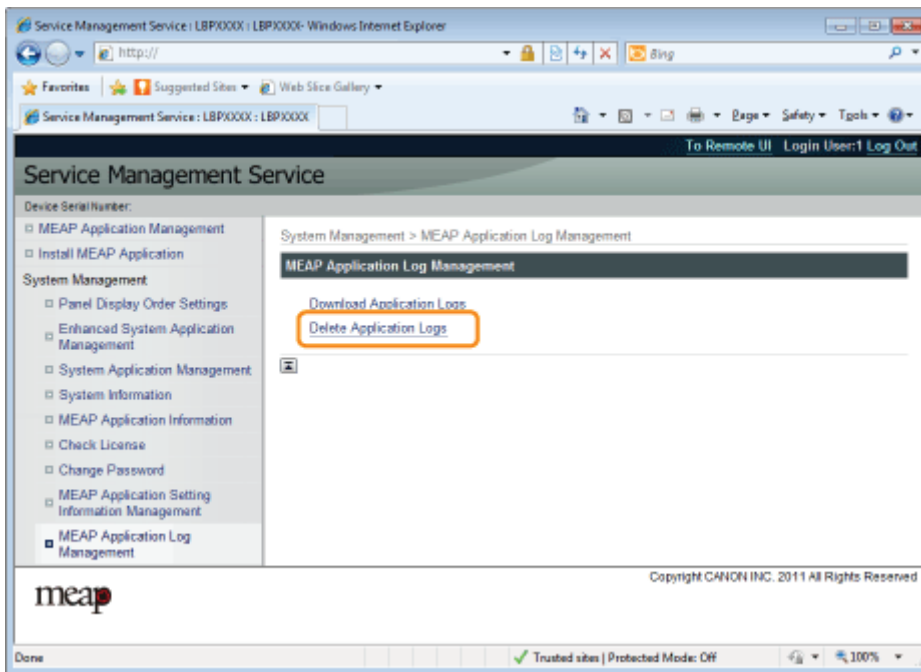 Service Management Service : LBPXXXX : LBPXXXX- Windows Internet Explorer
http://
Bing
Favorites Suggested Sites Web Slice Gallery
Service Management Service : LBPXXXX : LBPXXXX
Page Safety Tools
To Remote UI Login User:1 Log Out
Service Management Service
Device Serial Number:
MEAP Application Management
Install MEAP Application
System Management
Panel Display Order Settings
Enhanced System Application
Management
System Application Management
System Information
MEAP Application Information
Check License
Change Password
MEAP Application Setting
Information Management
MEAP Application Log
Management
System Management > MEAP Application Log Management
MEAP Application Log Management
Download Application Logs
Delete Application Logs
Copyright CANON INC. 2011 All Rights Reserved
meap
Done Trusted sites | Protected Mode: Off 100%